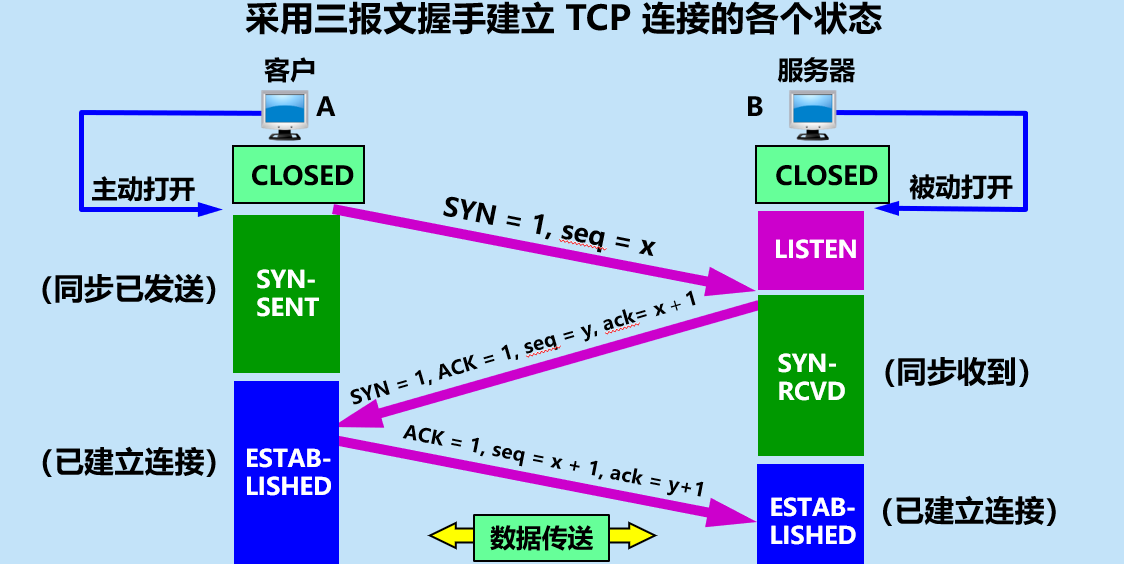 采用三报文握手建立 TCP 连接的各个状态
客户
服务器
A
B
CLOSED
CLOSED
主动打开
被动打开
SYN = 1, seq = x
LISTEN
(同步已发送)
SYN-
SENT
SYN = 1, ACK = 1, seq = y, ack= x + 1
SYN-
RCVD
(同步收到)
ACK = 1, seq = x + 1, ack = y+1
(已建立连接)
ESTAB-
LISHED
ESTAB-
LISHED
(已建立连接)
数据传送